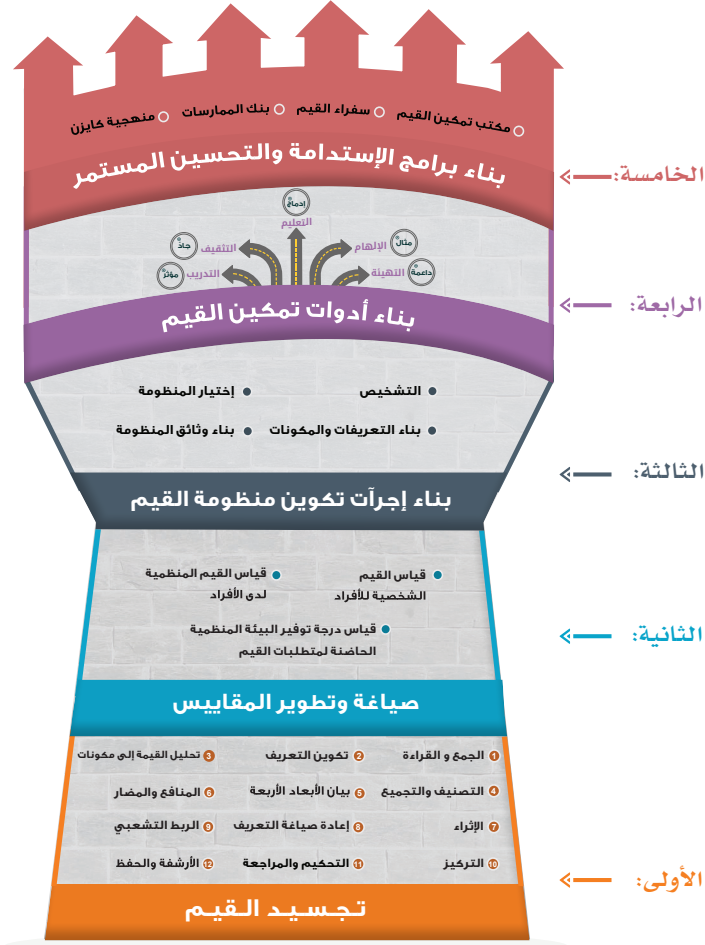 مكتب تمكين القيم
سفراء القيم
بنك الممارسات
منهجية كايزن
بناء برامج الإستدامة والتحسين المستمر
الخامسة:
إدماج
التعليم
مثال
الإلهام
التثقيف
جاذ
داعمة
التهيئة
التدريب
مؤثر
الرابعة:
بناء أدوات تمكين القيم
التشخيص
إختيار المنظومة
بناء التعريفات والمكونات
بناء وثائق المنظومة
الثالثة:
بناء إجرآت تكوين منظومة القيم
قياس القيم
الشخصية للأفراد
قياس القيم المنظمية
لدى الأفراد
قياس درجة توفير البيئة المنظمية
الحاضنة لمتطلبات القيم
الثانية:
صياغة وتطوير المقاييس
1 الجمع و القراءة
2 تكوين التعريف
3 تحليل القيمة إلى مكونات
4 التصنيف والتجميع
5 بيان الأبعاد الأربعة
6 المنافع والمضار
7 الإثراء
8 إعادة صياغة التعريف
9 الربط التشعبي
10 التركيز
11 التحكيم والمراجعة
12 الأرشفة والحفظ
الأولى:
تجسيد القيم